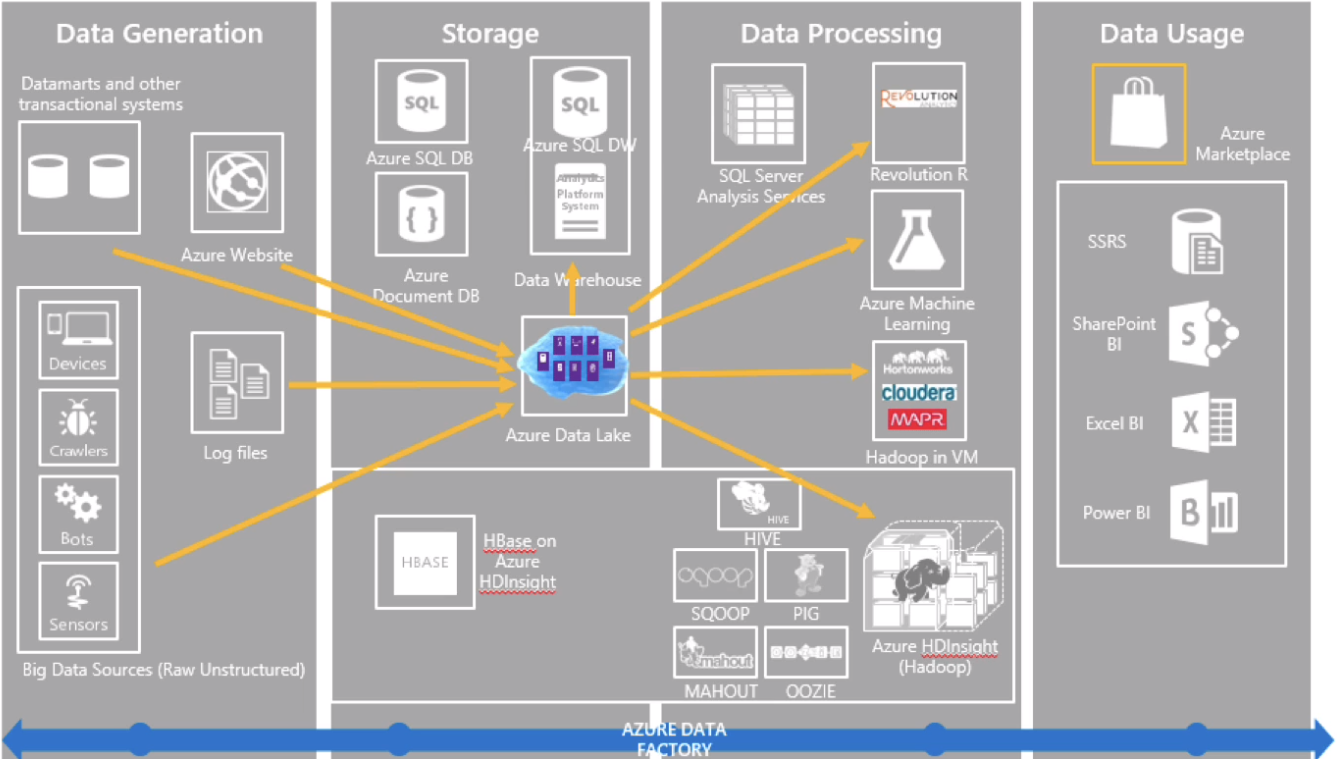 Data Generation
Datamarts and other
transactional systems
Azure Website
Devices
Crawlers
Bots
Sensors
Log files
Big Data Sources (Raw Unstructured)
Storage
SQL
Azure SQL DB
SQL
Azure SQL DW
Analytics
Platform
System
{ }
Azure
Document DB
Data Warehouse
Azure Data Lake
HBASE
HBase on
Azure
HDInsight
Data Processing
SQL Server
Analysis Services
REVOLUTION
ANALYTICS
Revolution R
Azure Machine
Learning
Hortonworks
cloudera
MAPR
Hadoop in VM
HIVE
HIVE
sqoop
SQOOP
PIG
mahout
MAHOUT
OOZIE
OOZIE
Azure HDInsight
(Hadoop)
Data Usage
Azure
Marketplace
SSRS
SharePoint
BI
S
Excel BI
X
Power BI
B
AZURE DATA
FACTORY